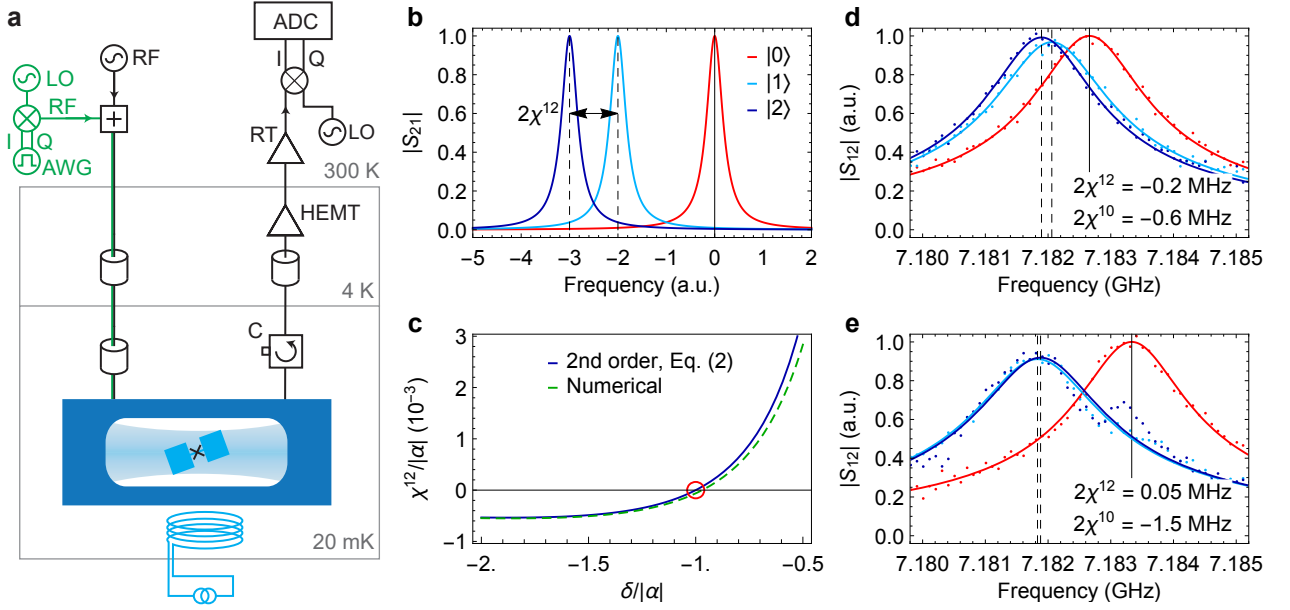 a
ADC
I
Q
LO
RF
LO
RF
I
Q
AWG
RT
300 K
HEMT
4 K
C
20 mK
b
|S21|
1.0
0.8
0.6
0.4
0.2
0.0
|0⟩
|1⟩
|2⟩
2χ¹²
−5 −4 −3 −2 −1 0 1 2
Frequency (a.u.)
c
χ¹²/|α| (10⁻³)
3
2
1
0
−1
2nd order, Eq. (2)
Numerical
−2. −1.5 −1. −0.5
δ/|α|
d
|S12| (a.u.)
1.0
0.8
0.6
0.4
0.2
0.0
2χ¹² = −0.2 MHz
2χ¹⁰ = −0.6 MHz
7.180 7.181 7.182 7.183 7.184 7.185
Frequency (GHz)
e
|S12| (a.u.)
1.0
0.8
0.6
0.4
0.2
0.0
2χ¹² = 0.05 MHz
2χ¹⁰ = −1.5 MHz
7.180 7.181 7.182 7.183 7.184 7.185
Frequency (GHz)